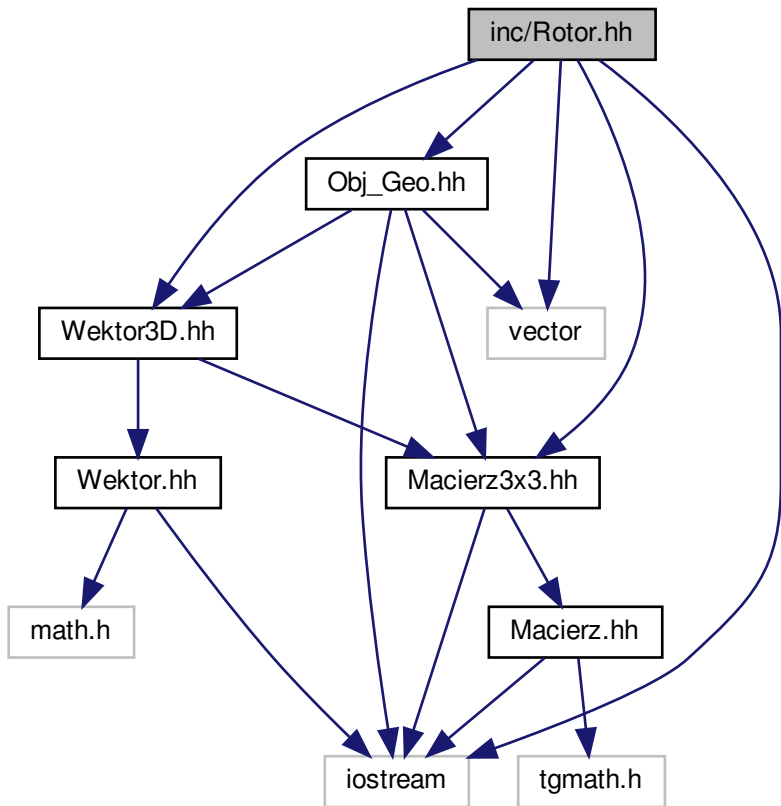 inc/Rotor.hh
Obj_Geo.hh
Wektor3D.hh
vector
Wektor.hh
Macierz3x3.hh
math.h
Macierz.hh
iostream
tgmath.h